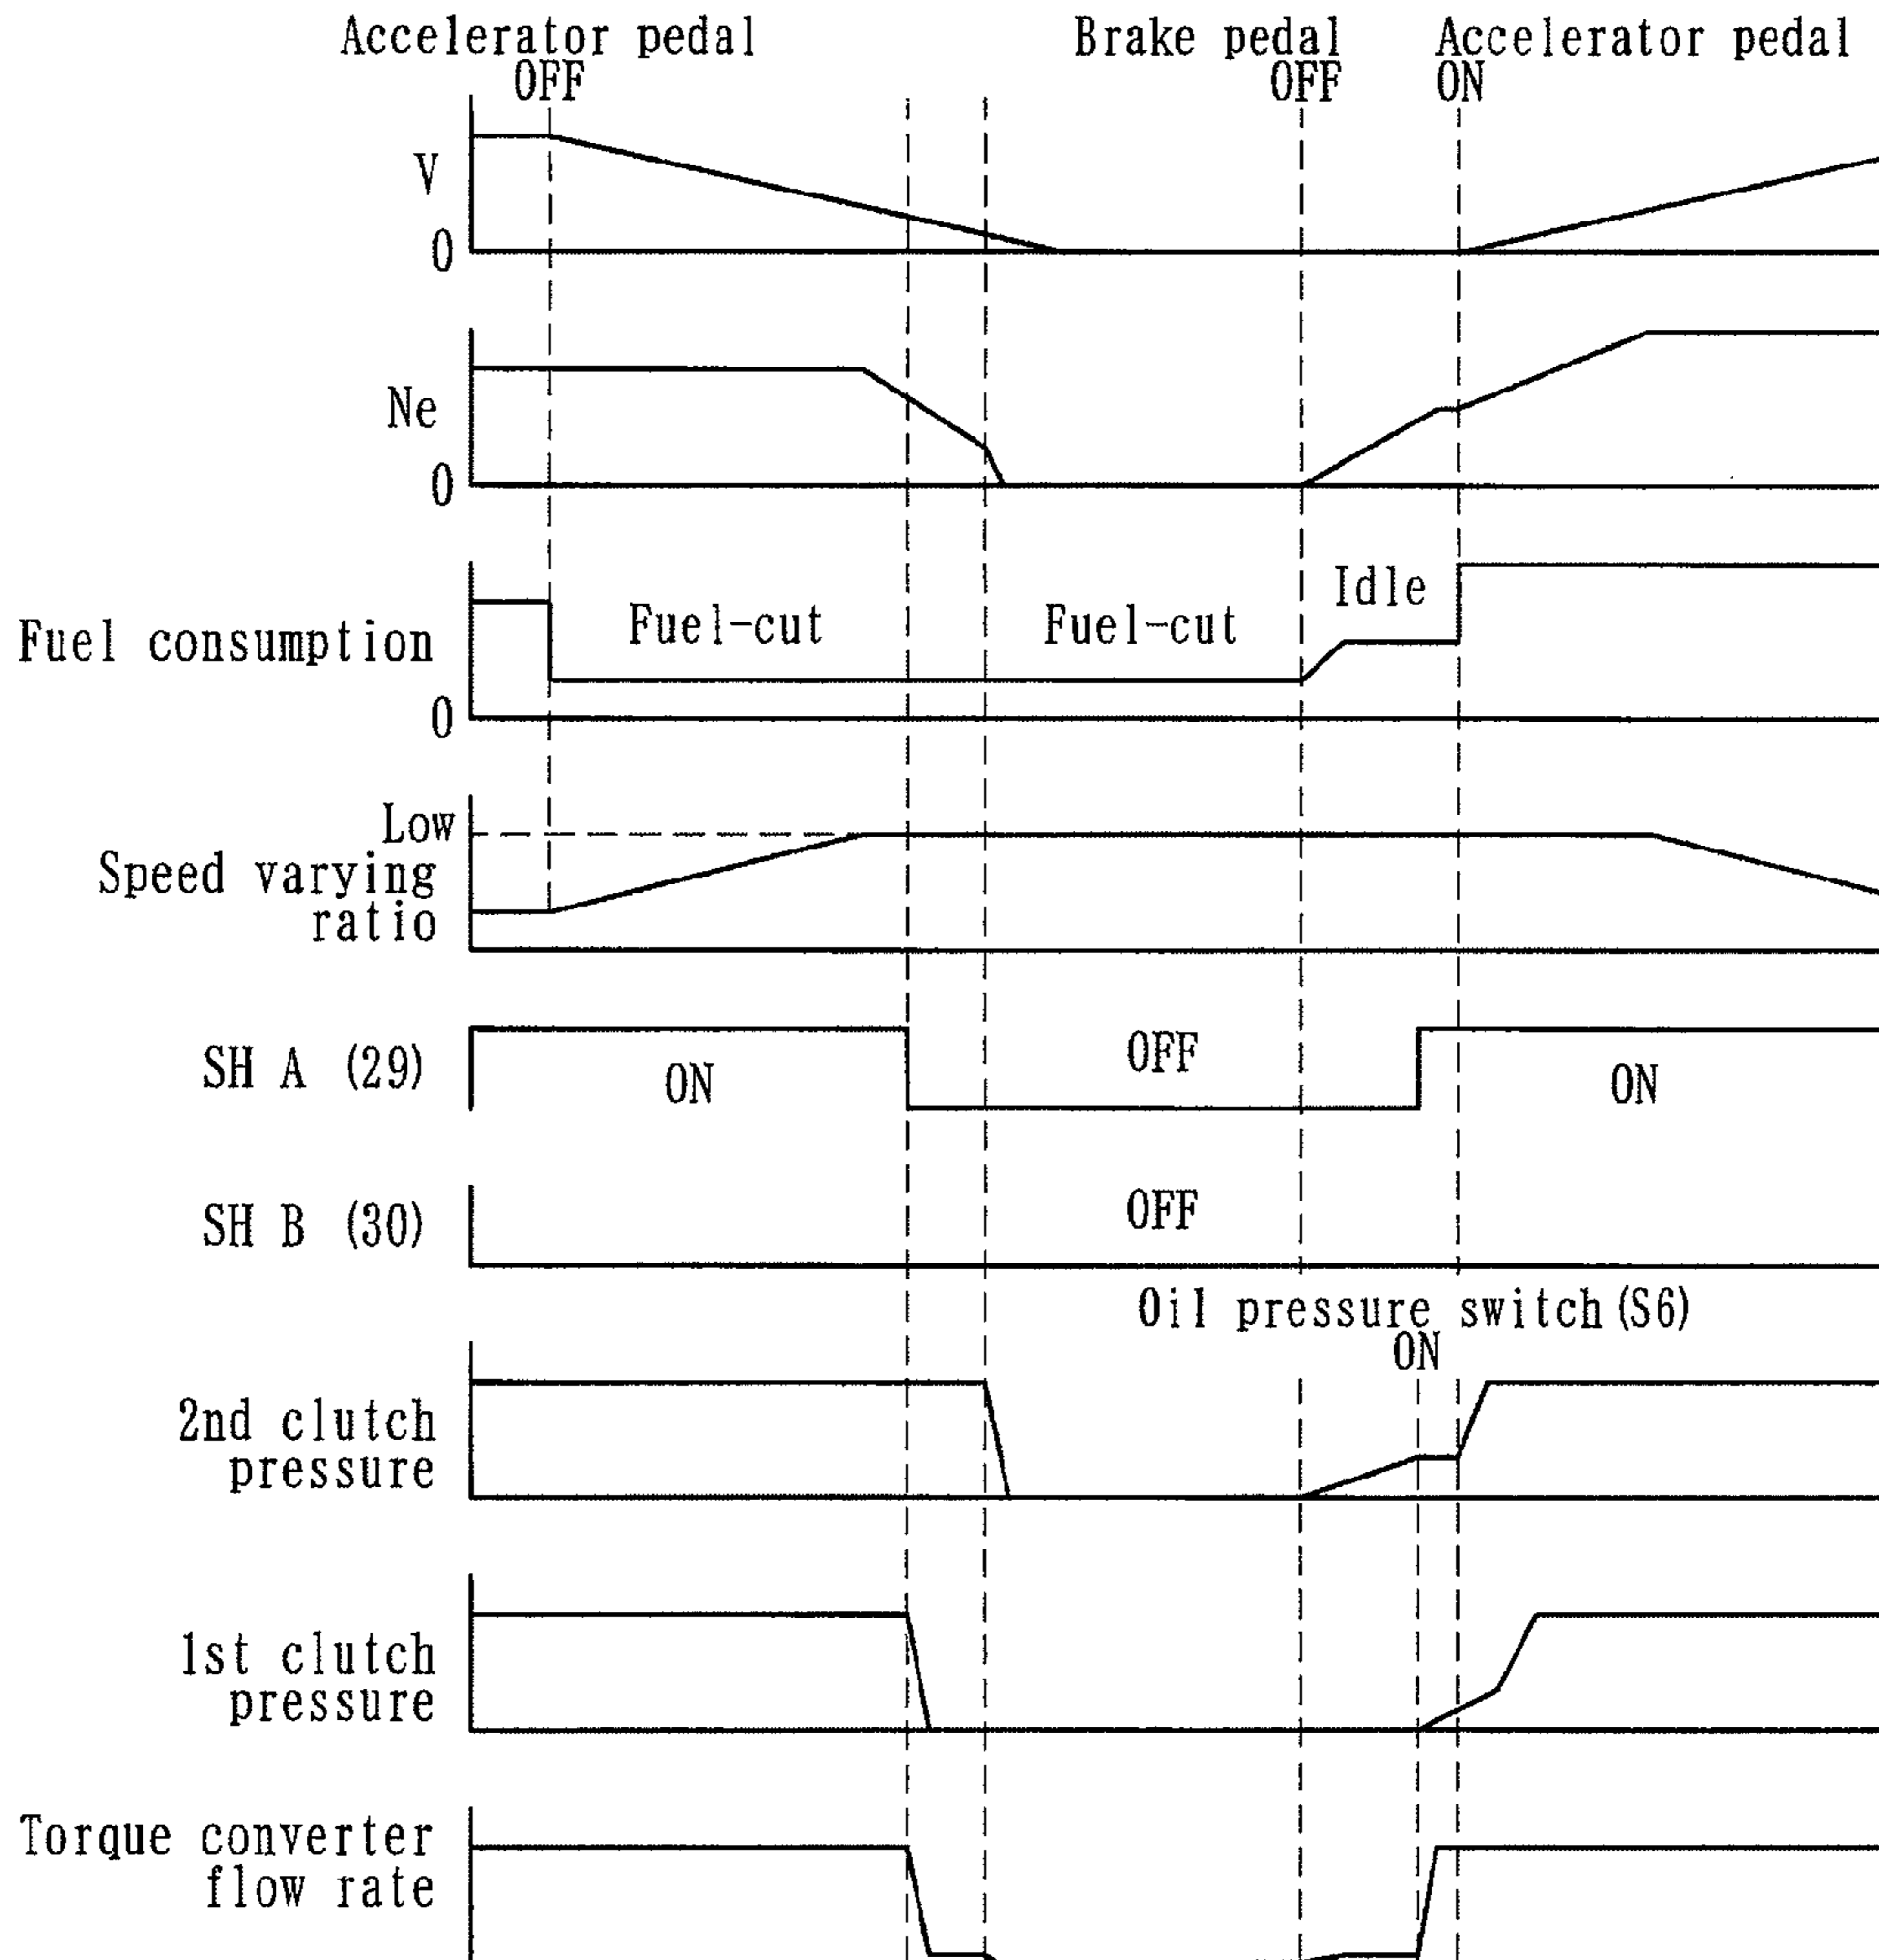 Accelerator pedal
OFF
Brake pedal
OFF
Accelerator pedal
ON
V
0
Ne
0
Fuel consumption
0
Fuel-cut
Fuel-cut
Idle
Low
Speed varying
ratio
SH A (29)
ON
OFF
ON
SH B (30)
OFF
Oil pressure switch(S6)
ON
2nd clutch
pressure
1st clutch
pressure
Torque converter
flow rate